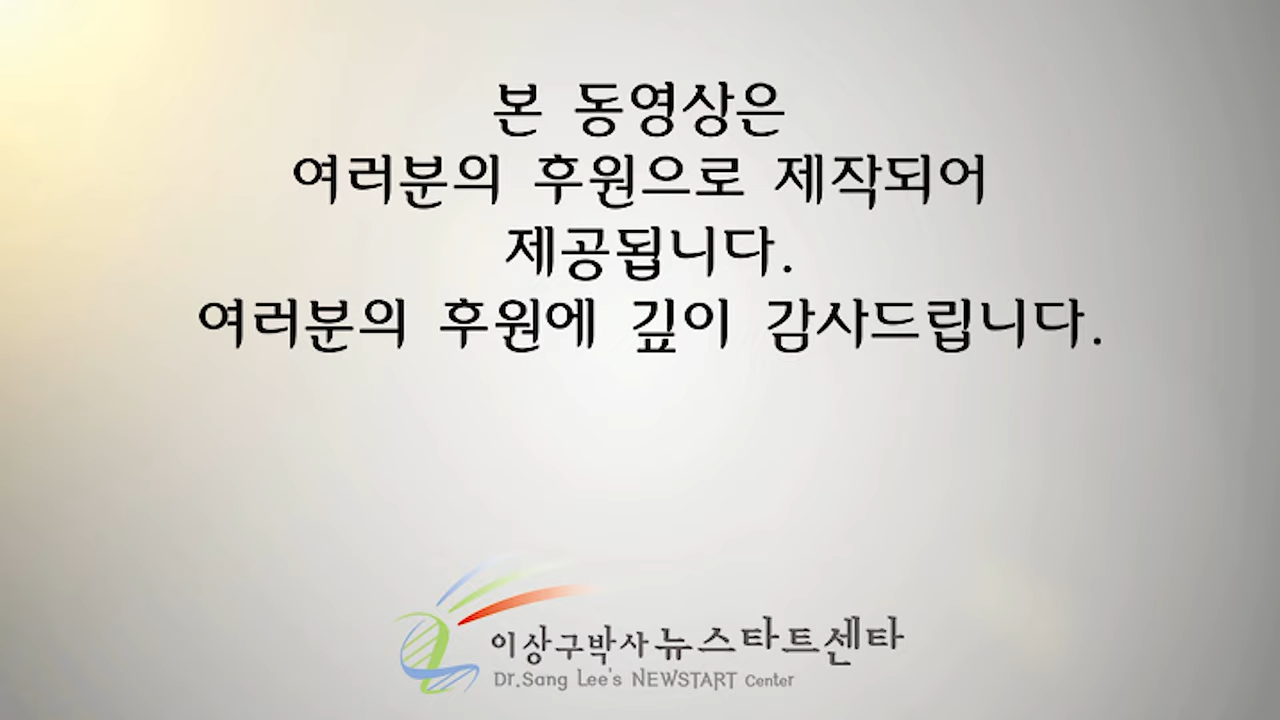 본 동영상은
여러분의 후원으로 제작되어
제공됩니다.
여러분의 후원에 깊이 감사드립니다.
이상구박사 뉴스타트센타
Dr.Sang Lee's NEWSTART Center